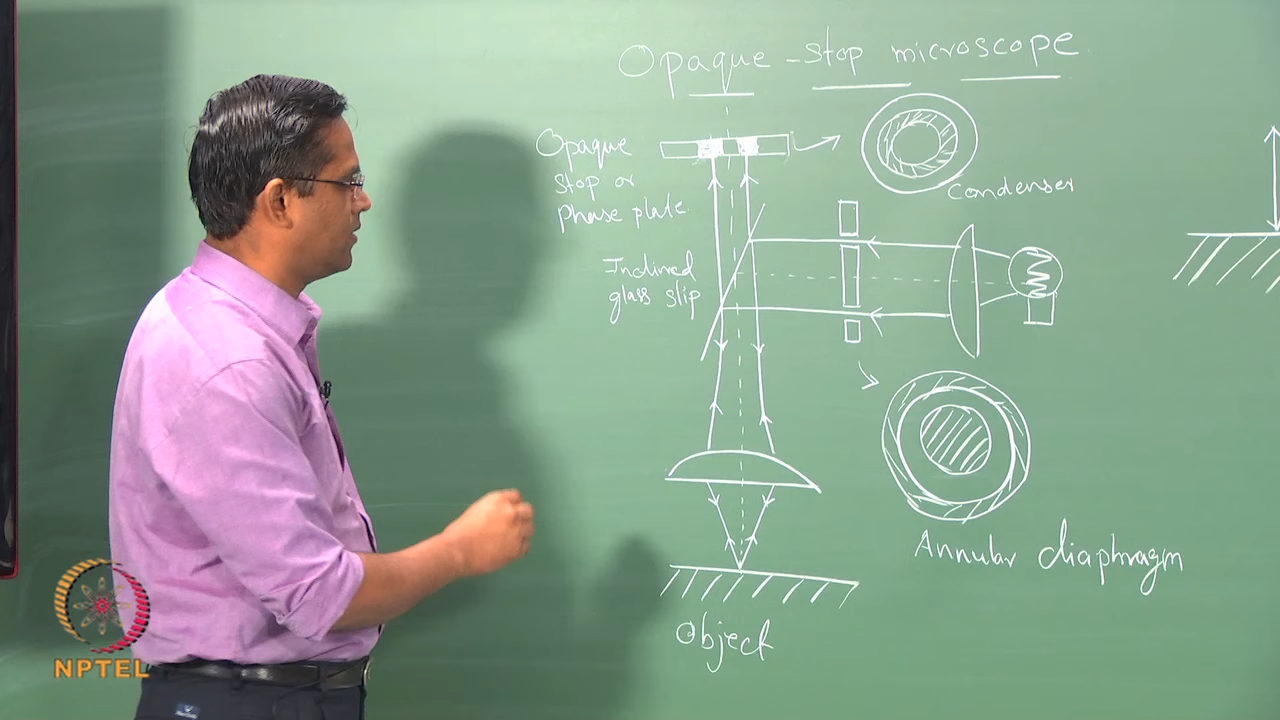 Opaque - stop microscope
Opaque
stop or
phase plate
Condenser
Inclined
glass slip
Annular diaphragm
Object
NPTEL